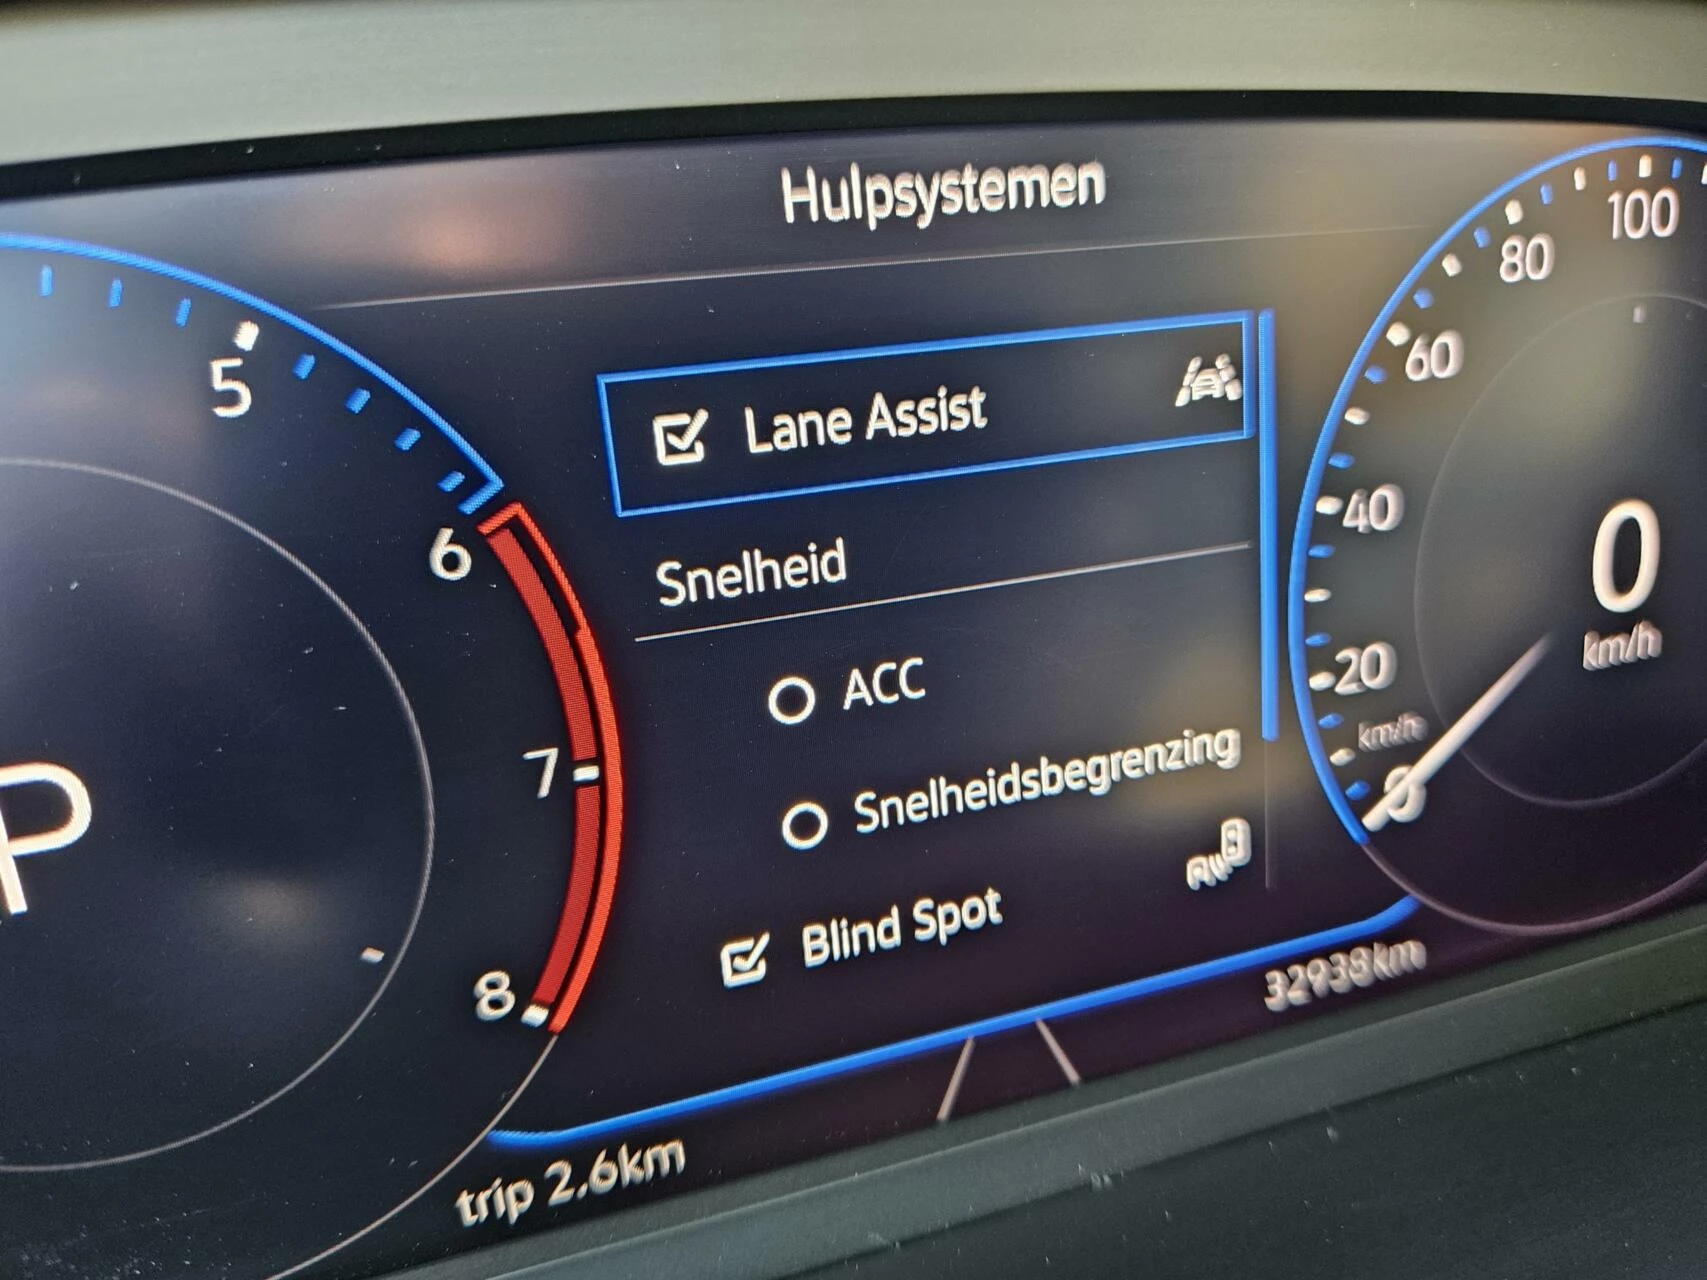 Hulpsystemen
Lane Assist
Snelheid
ACC
Snelheidsbegrenzing
Blind Spot
5
6
7
8
P
100
80
60
40
20
km/h
0
0
km/h
32938km
trip 2.6km